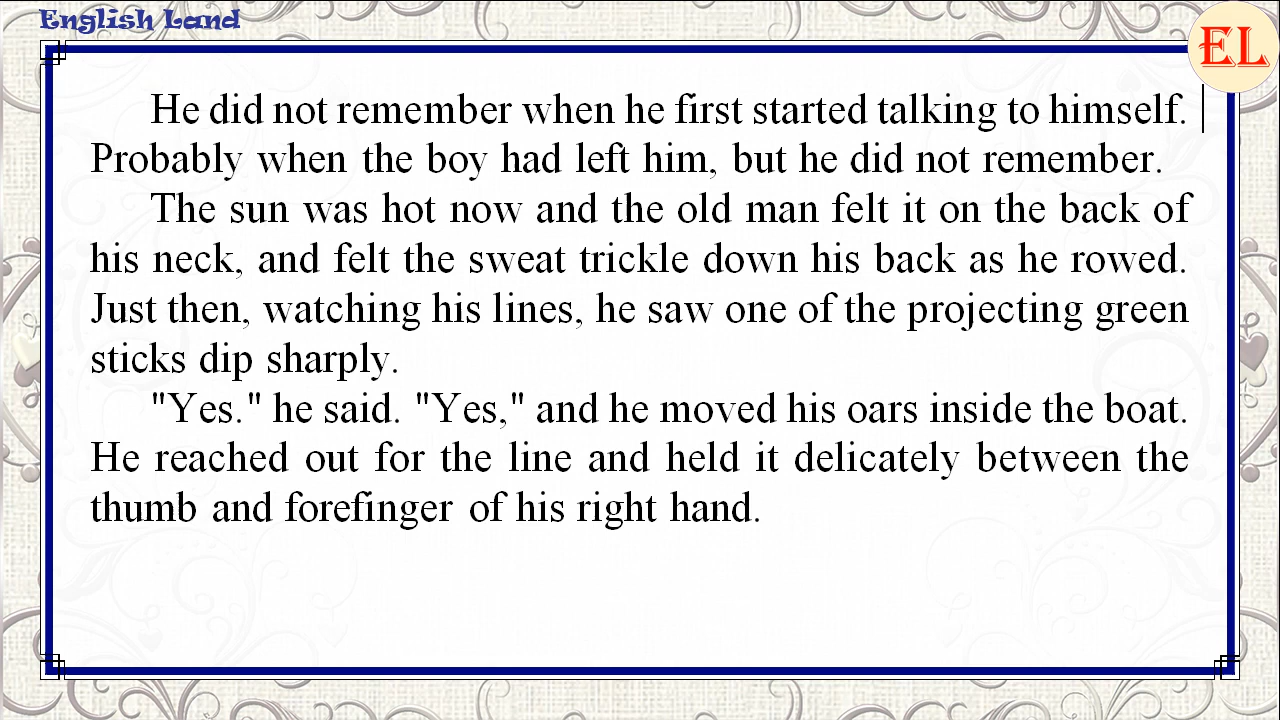 English Land
EL
He did not remember when he first started talking to himself.
Probably when the boy had left him, but he did not remember.
The sun was hot now and the old man felt it on the back of
his neck, and felt the sweat trickle down his back as he rowed.
Just then, watching his lines, he saw one of the projecting green
sticks dip sharply.
"Yes." he said. "Yes," and he moved his oars inside the boat.
He reached out for the line and held it delicately between the
thumb and forefinger of his right hand.